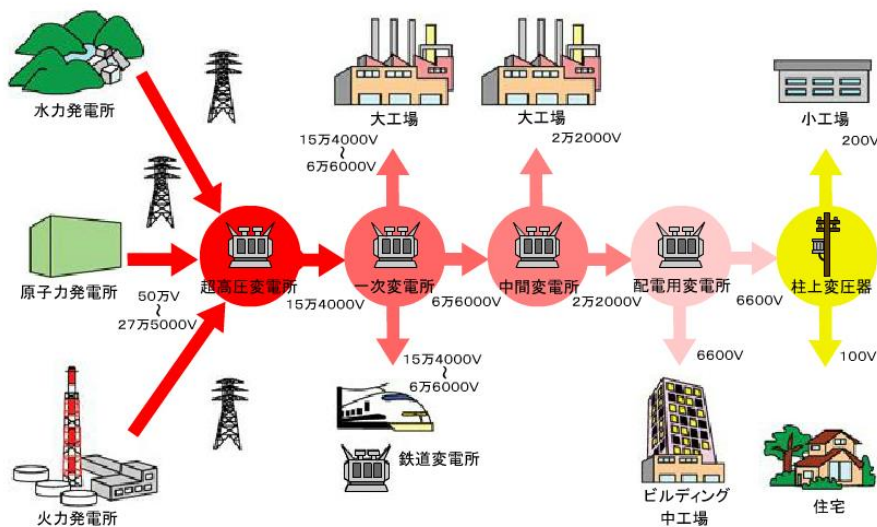 水力発電所
大工場
大工場
小工場
15万4000V
~
6万6000V
2万2000V
200V
原子力発電所
超高圧変電所
一次変電所
中間変電所
配電用変電所
柱上変圧器
50万V
~
27万5000V
15万4000V
6万6000V
2万2000V
6600V
15万4000V
~
6万6000V
6600V
100V
鉄道変電所
火力発電所
ビルディング
中工場
住宅